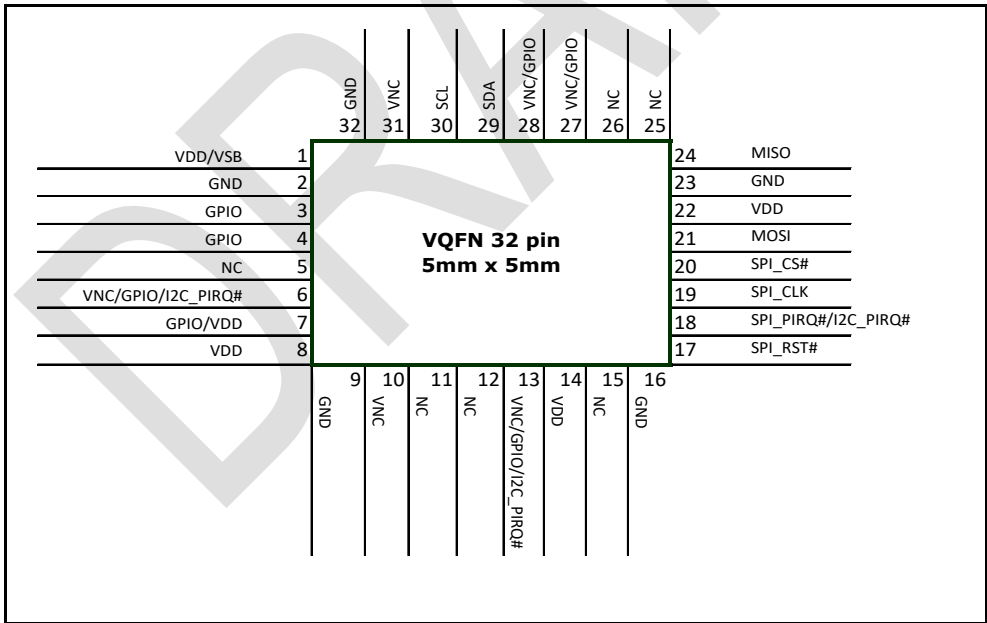 GND
VNC
SCL
SDA
VNC/GPIO
VNC/GPIO
NC
NC
32 31 30 29 28 27 26 25
VDD/VSB 1
GND 2
GPIO 3
GPIO 4
NC 5
VNC/GPIO/I2C_PIRQ# 6
GPIO/VDD 7
VDD 8
VQFN 32 pin
5mm x 5mm
24 MISO
23 GND
22 VDD
21 MOSI
20 SPI_CS#
19 SPI_CLK
18 SPI_PIRQ#/I2C_PIRQ#
17 SPI_RST#
9 10 11 12 13 14 15 16
GND
VNC
NC
NC
VNC/GPIO/I2C_PIRQ#
VDD
NC
GND